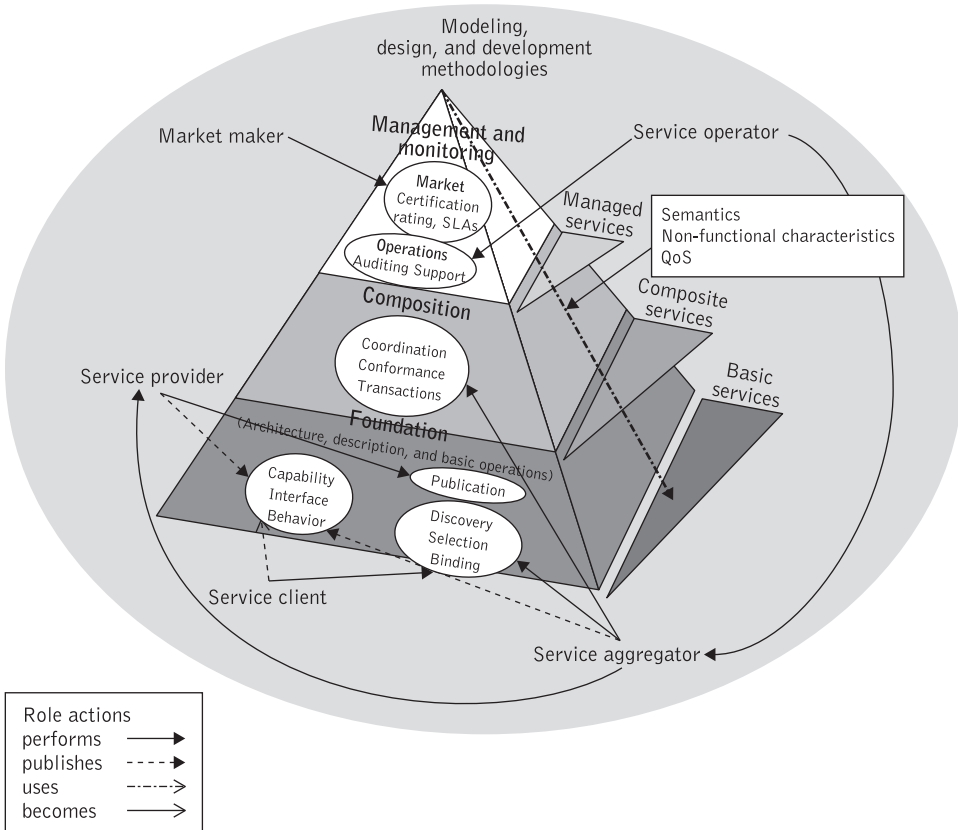 Modeling,
design, and development
methodologies
Management and
monitoring
Market maker
Service operator
Market
Certification
rating, SLAs
Operations
Auditing Support
Managed
services
Semantics
Non-functional characteristics
QoS
Composition
Composite
services
Coordination
Conformance
Transactions
Service provider
Basic
services
Foundation
(Architecture, description, and basic operations)
Capability
Interface
Behavior
Publication
Discovery
Selection
Binding
Service client
Service aggregator
Role actions
performs
publishes
uses
becomes